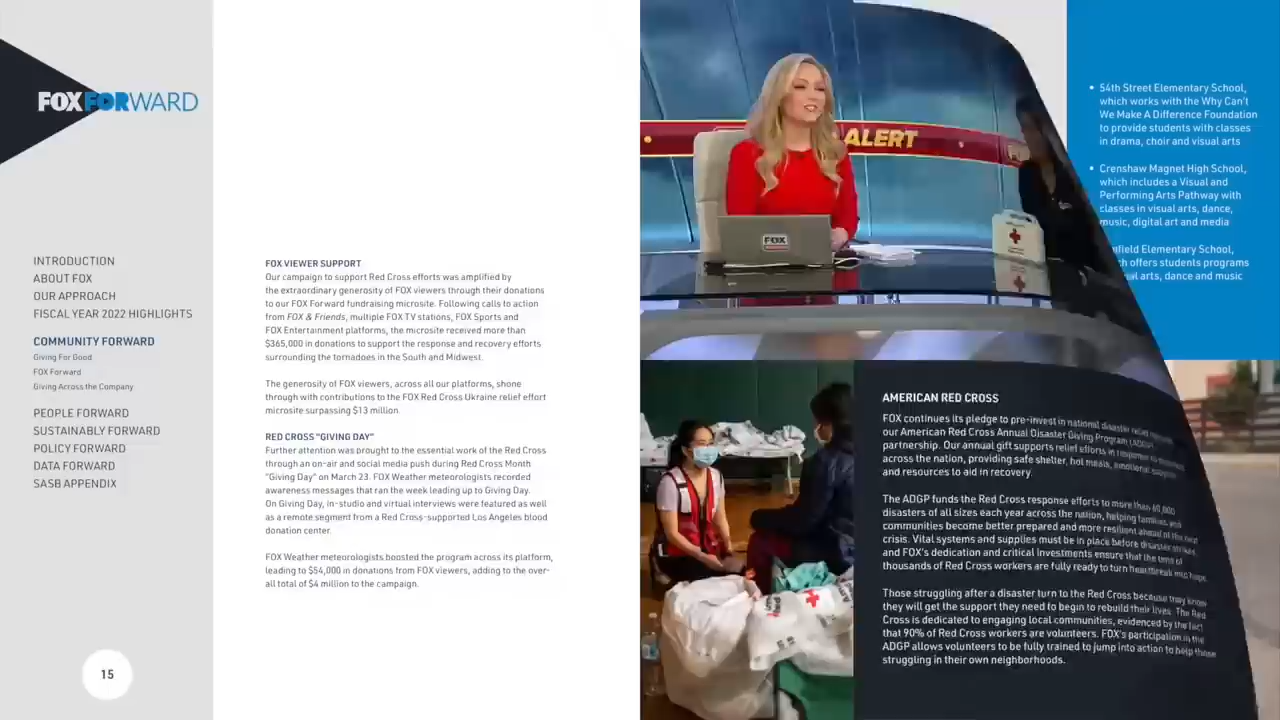 FOXFORWARD
INTRODUCTION
ABOUT FOX
OUR APPROACH
FISCAL YEAR 2022 HIGHLIGHTS
COMMUNITY FORWARD
Giving For Good
FOX Forward
Giving Across the Company
PEOPLE FORWARD
SUSTAINABLY FORWARD
POLICY FORWARD
DATA FORWARD
SASB APPENDIX
15
FOX VIEWER SUPPORT
Our campaign to support Red Cross efforts was amplified by
the extraordinary generosity of FOX viewers through their donations
to our FOX Forward fundraising microsite. Following calls to action
from FOX & Friends, multiple FOX TV stations, FOX Sports and
FOX Entertainment platforms, the microsite received more than
$365,000 in donations to support the response and recovery efforts
surrounding the tornadoes in the South and Midwest.
The generosity of FOX viewers, across all our platforms, shone
through with contributions to the FOX Red Cross Ukraine relief effort
microsite surpassing $13 million.
RED CROSS "GIVING DAY"
Further attention was brought to the essential work of the Red Cross
through an on-air and social media push during Red Cross Month
"Giving Day" on March 23. FOX Weather meteorologists recorded
awareness messages that ran the week leading up to Giving Day.
On Giving Day, in-studio and virtual interviews were featured as well
as a remote segment from a Red Cross-supported Los Angeles blood
donation center.
FOX Weather meteorologists boosted the program across its platform,
leading to $54,000 in donations from FOX viewers, adding to the over-
all total of $4 million to the campaign.
ALERT
FOX
• 54th Street Elementary School,
which works with the Why Can't
We Make A Difference Foundation
to provide students with classes
in drama, choir and visual arts
• Crenshaw Magnet High School,
which includes a Visual and
Performing Arts Pathway with
classes in visual arts, dance,
music, digital art and media
Elementary School,
offers students programs
arts, dance and music
AMERICAN RED CROSS
FOX continues its pledge to pre-invest in national disaster relief
our American Red Cross Annual Disaster Giving Program (ADGP)
partnership. Our annual gift supports relief efforts in response to
across the nation, providing safe shelter, hot meals, emotional support
and resources to aid in recovery.
The ADGP funds the Red Cross response efforts to more than 60,000
disasters of all sizes each year across the nation, helping families and
communities become better prepared and more resilient ahead of the next
crisis. Vital systems and supplies must be in place before disaster strikes,
and FOX's dedication and critical investments ensure that the tens of
thousands of Red Cross workers are fully ready to turn heartbreak into hope.
Those struggling after a disaster turn to the Red Cross because they know
they will get the support they need to begin to rebuild their lives. The Red
Cross is dedicated to engaging local communities, evidenced by the fact
that 90% of Red Cross workers are volunteers. FOX's participation in the
ADGP allows volunteers to be fully trained to jump into action to help those
struggling in their own neighborhoods.